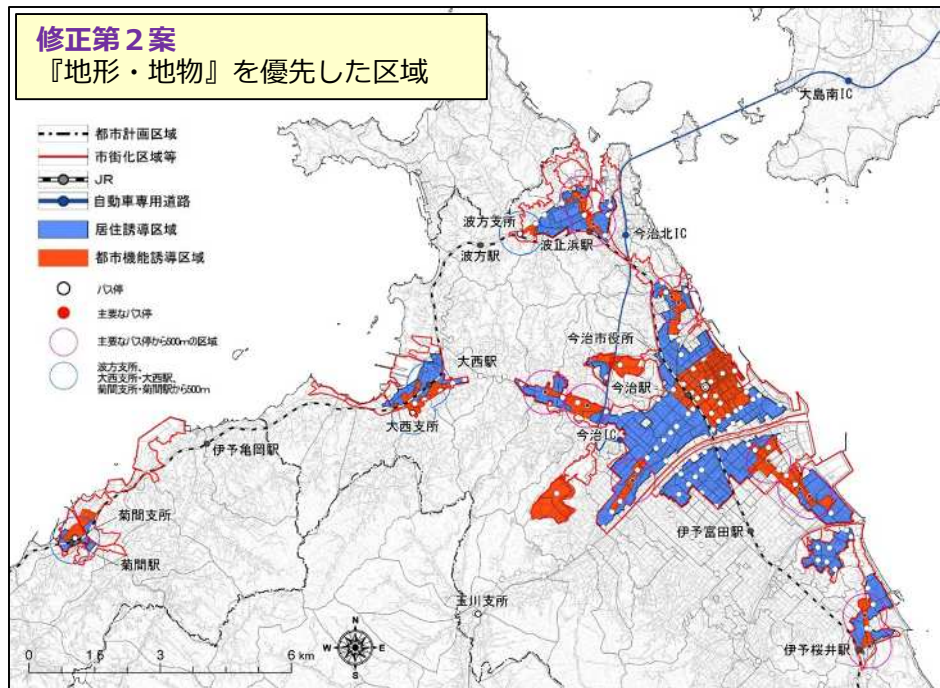 修正第２案
『地形・地物』を優先した区域
都市計画区域
市街化区域等
JR
自動車専用道路
居住誘導区域
都市機能誘導区域
バス停
主要なバス停
主要なバス停から500mの区域
波方支所、
大西支所・大西駅、
菊間支所・菊間駅から500m
大島南IC
波方支所
波方駅
波止浜駅
今治北IC
今治市役所
大西駅
今治駅
大西支所
今治IC
伊予亀岡駅
菊間支所
菊間駅
伊予富田駅
玉川支所
伊予桜井駅
0 1.5 3 6 km
N
W E
S